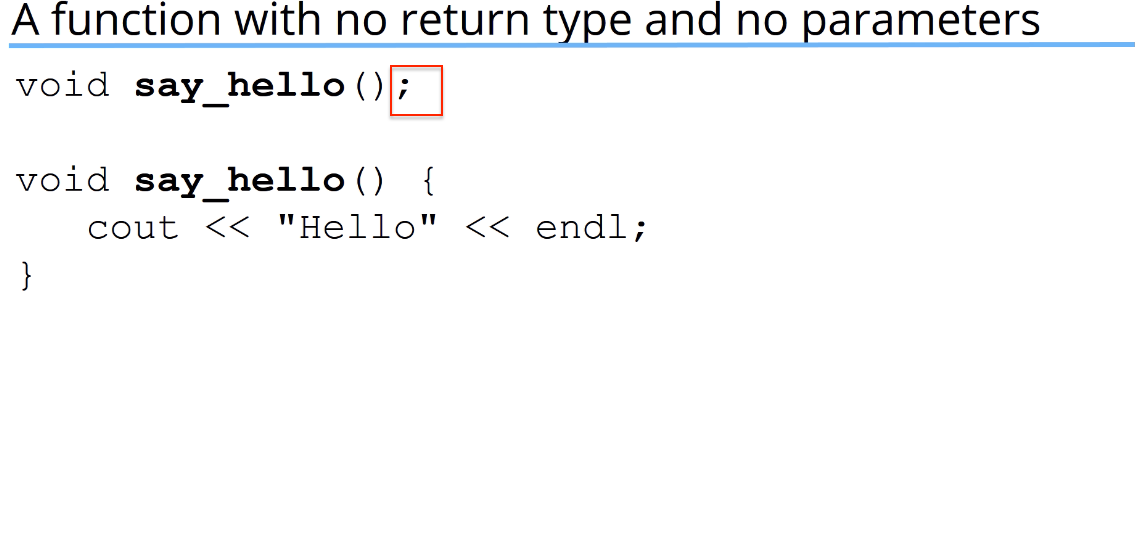 A function with no return type and no parameters
void say_hello();
void say_hello() {
cout << "Hello" << endl;
}